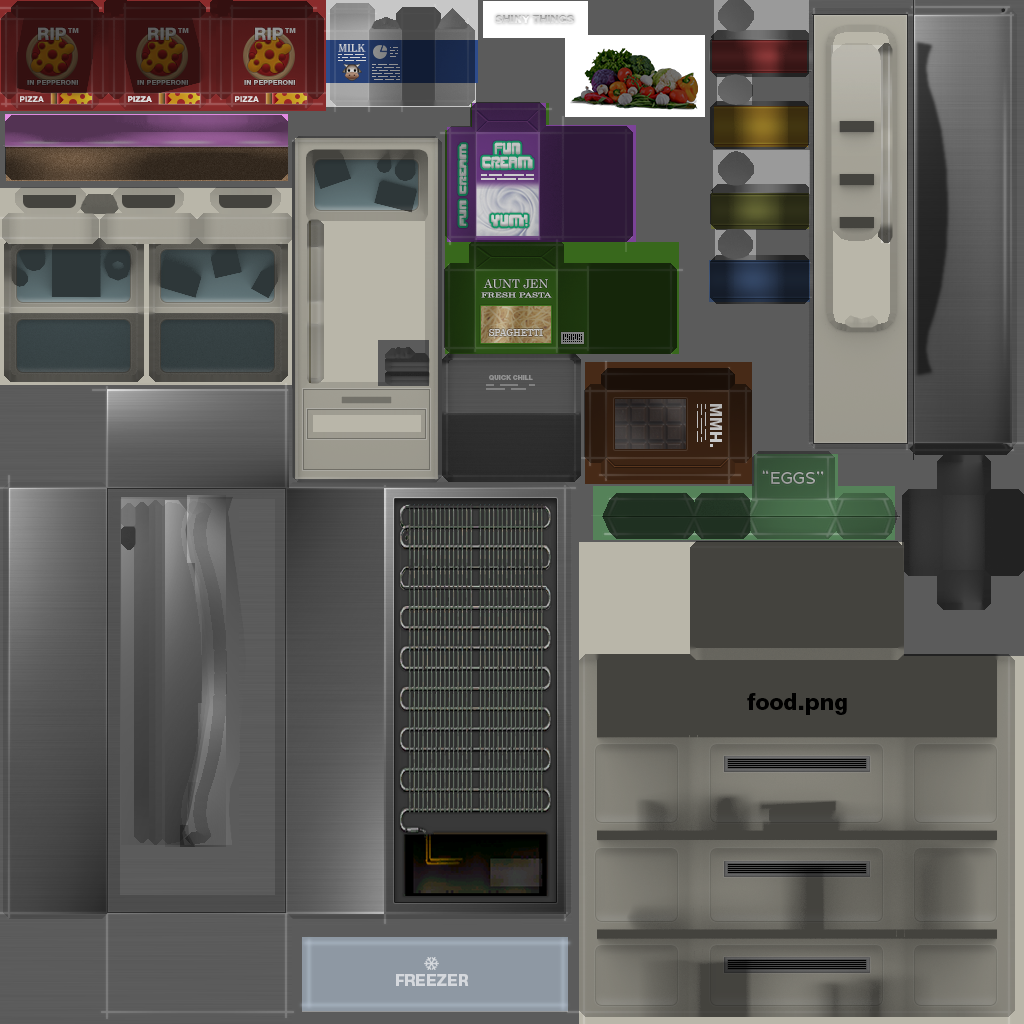 RIP™
IN PEPPERONI
PIZZA
RIP™
IN PEPPERONI
PIZZA
RIP™
IN PEPPERONI
PIZZA
MILK
SHINY THINGS
FUN CREAM
FUN
CREAM
YUMY!
AUNT JEN
FRESH PASTA
SPAGHETTI
QUICK CHILL
MMH.
"EGGS"
food.png
FREEZER